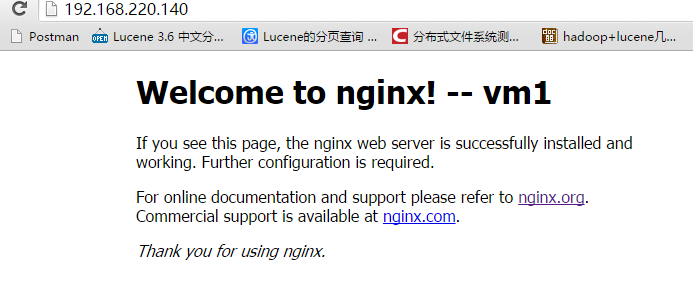 192.168.220.140
Postman
Lucene 3.6 中文分...
Lucene的分页查询 ...
分布式文件系统测...
hadoop+lucene几...
Welcome to nginx! -- vm1
If you see this page, the nginx web server is successfully installed and
working. Further configuration is required.
For online documentation and support please refer to nginx.org.
Commercial support is available at nginx.com.
Thank you for using nginx.